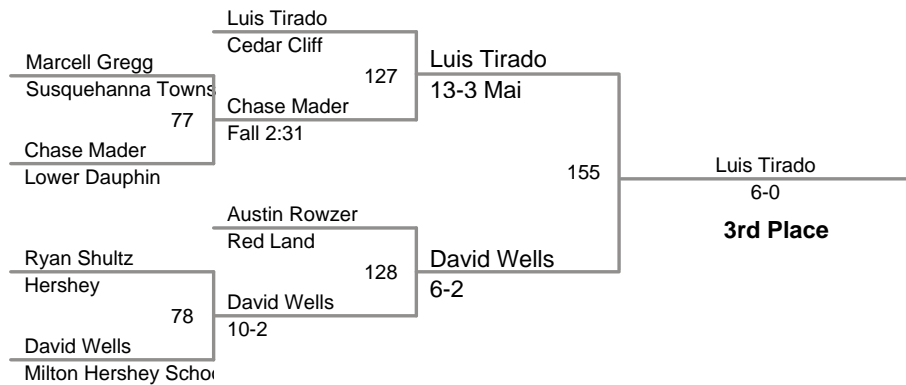 Luis Tirado
Cedar Cliff
Marcell Gregg
Susquehanna Towns
127
Luis Tirado
13-3 Mai
77
Chase Mader
Fall 2:31
Chase Mader
Lower Dauphin
155
Luis Tirado
6-0
3rd Place
Austin Rowzer
Red Land
Ryan Shultz
Hershey
128
David Wells
6-2
78
David Wells
10-2
David Wells
Milton Hershey Schoo